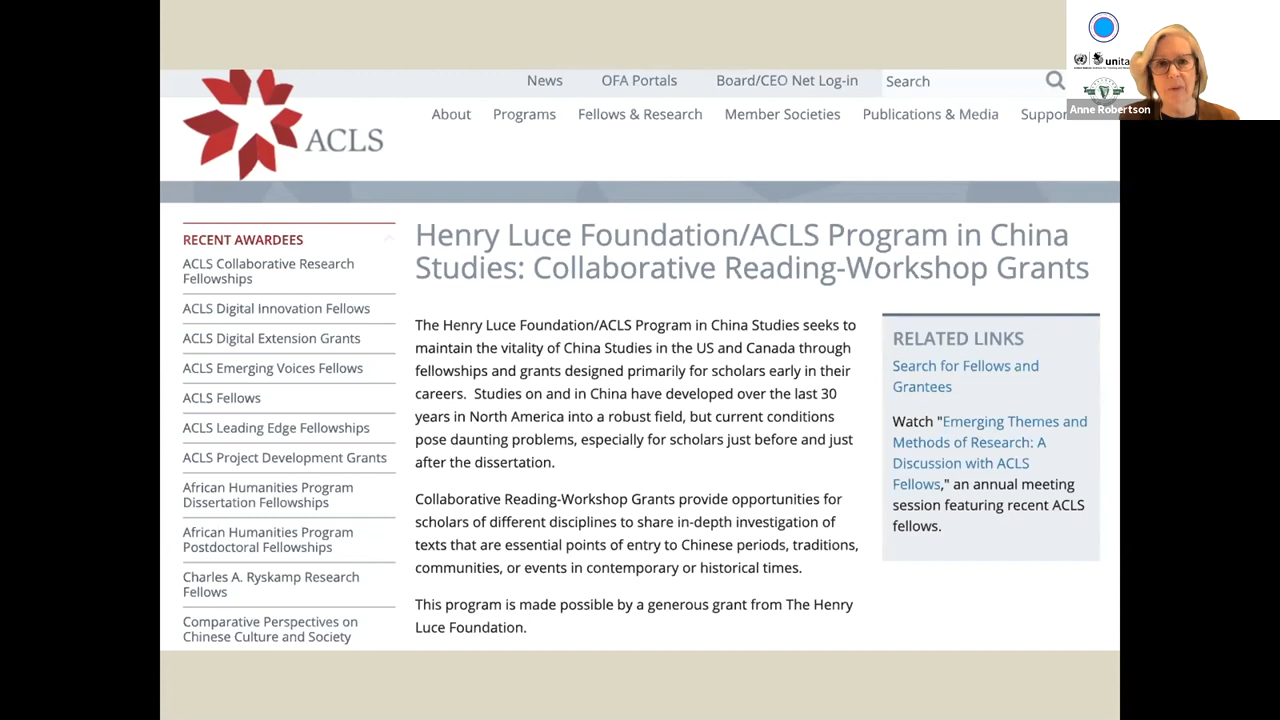 News OFA Portals Board/CEO Net Log-in Search
ACLS
About Programs Fellows & Research Member Societies Publications & Media
unita
Anne Robertson
RECENT AWARDEES
ACLS Collaborative Research
Fellowships
ACLS Digital Innovation Fellows
ACLS Digital Extension Grants
ACLS Emerging Voices Fellows
ACLS Fellows
ACLS Leading Edge Fellowships
ACLS Project Development Grants
African Humanities Program
Dissertation Fellowships
African Humanities Program
Postdoctoral Fellowships
Charles A. Ryskamp Research
Fellows
Comparative Perspectives on
Chinese Culture and Society
Henry Luce Foundation/ACLS Program in China
Studies: Collaborative Reading-Workshop Grants
The Henry Luce Foundation/ACLS Program in China Studies seeks to
maintain the vitality of China Studies in the US and Canada through
fellowships and grants designed primarily for scholars early in their
careers. Studies on and in China have developed over the last 30
years in North America into a robust field, but current conditions
pose daunting problems, especially for scholars just before and just
after the dissertation.
Collaborative Reading-Workshop Grants provide opportunities for
scholars of different disciplines to share in-depth investigation of
texts that are essential points of entry to Chinese periods, traditions,
communities, or events in contemporary or historical times.
This program is made possible by a generous grant from The Henry
Luce Foundation.
RELATED LINKS
Search for Fellows and
Grantees
Watch "Emerging Themes and
Methods of Research: A
Discussion with ACLS
Fellows," an annual meeting
session featuring recent ACLS
fellows.